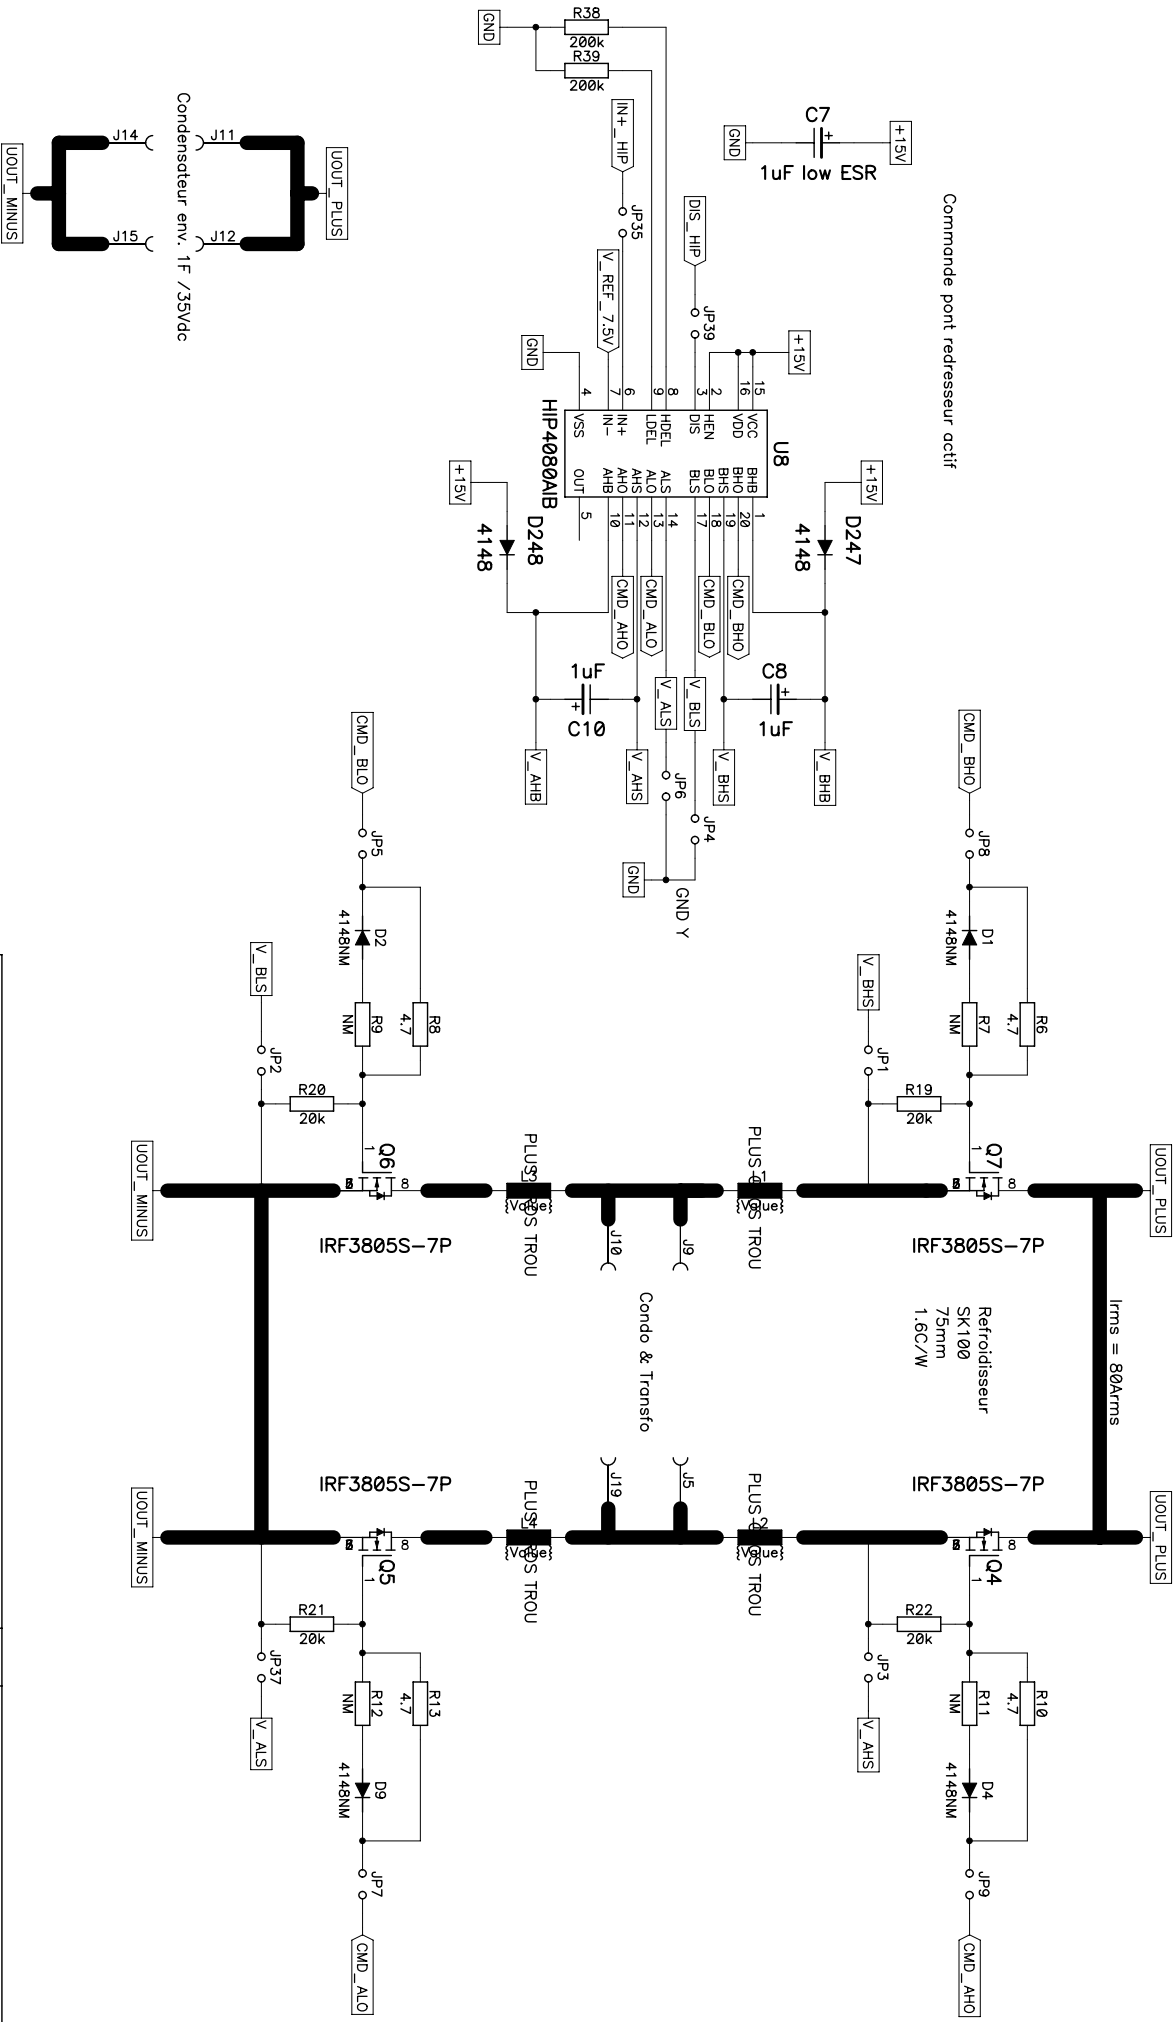 Commande pont redresseur actif
+15V
C7
1uF low ESR
GND
R38
200k
R39
200k
GND
IN+_HIP
JP35
V_REF_7.5V
GND
DIS_HIP
JP39
+15V
U8
HIP4080AIB
15 VCC
16 VDD
2 HEN
3 DIS
8 HDEL
9 LDEL
6 IN+
7 IN-
4 VSS
BHB 1
BHO 20
BHS 19
BLO 18
BLS 17
ALS 14
ALO 13
AHS 12
AHO 11
AHB 10
OUT 5
+15V
D247
4148
+15V
D248
4148
CMD_BHO
CMD_BLO
CMD_ALO
CMD_AHO
C8
1uF
1uF
C10
V_BHB
V_BHS
V_BLS
V_ALS
V_AHS
V_AHB
JP4
JP6
GND
GND Y
UOUT_PLUS
J11
J12
J14
J15
Condensateur env. 1F /35Vdc
UOUT_MINUS
CMD_BHO
JP8
D1
4148NM
R6
4.7
R7
NM
V_BHS
JP1
R19
20k
Q7
1
8
IRF3805S-7P
UOUT_PLUS
CMD_BLO
JP5
D2
4148NM
R8
4.7
R9
NM
V_BLS
JP2
R20
20k
Q6
1
8
IRF3805S-7P
UOUT_MINUS
J9
J10
Condo & Transfo
J5
J19
Refroidisseur
SK100
75mm
1.6C/W
Irms = 80Arms
UOUT_PLUS
Q4
1
8
IRF3805S-7P
R22
20k
R10
4.7
R11
NM
D4
4148NM
JP9
CMD_AHO
JP3
V_AHS
Q5
1
8
IRF3805S-7P
R21
20k
R13
4.7
R12
NM
D9
4148NM
JP7
CMD_ALO
JP37
V_ALS
UOUT_MINUS